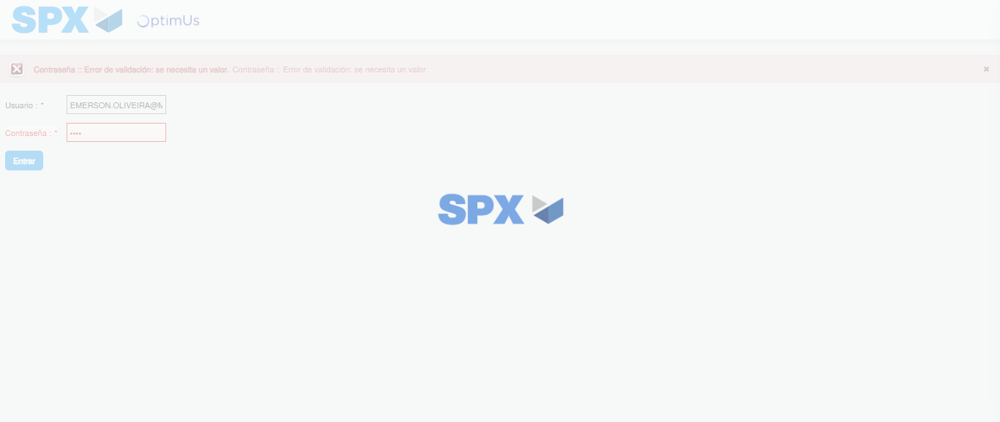 SPX OptimUs
Contraseña :: Error de validación: se necesita un valor. Contraseña :: Error de validación: se necesita un valor.
Usuario : * EMERSON.OLIVEIRA@M
Contraseña : * ••••
Entrar
SPX